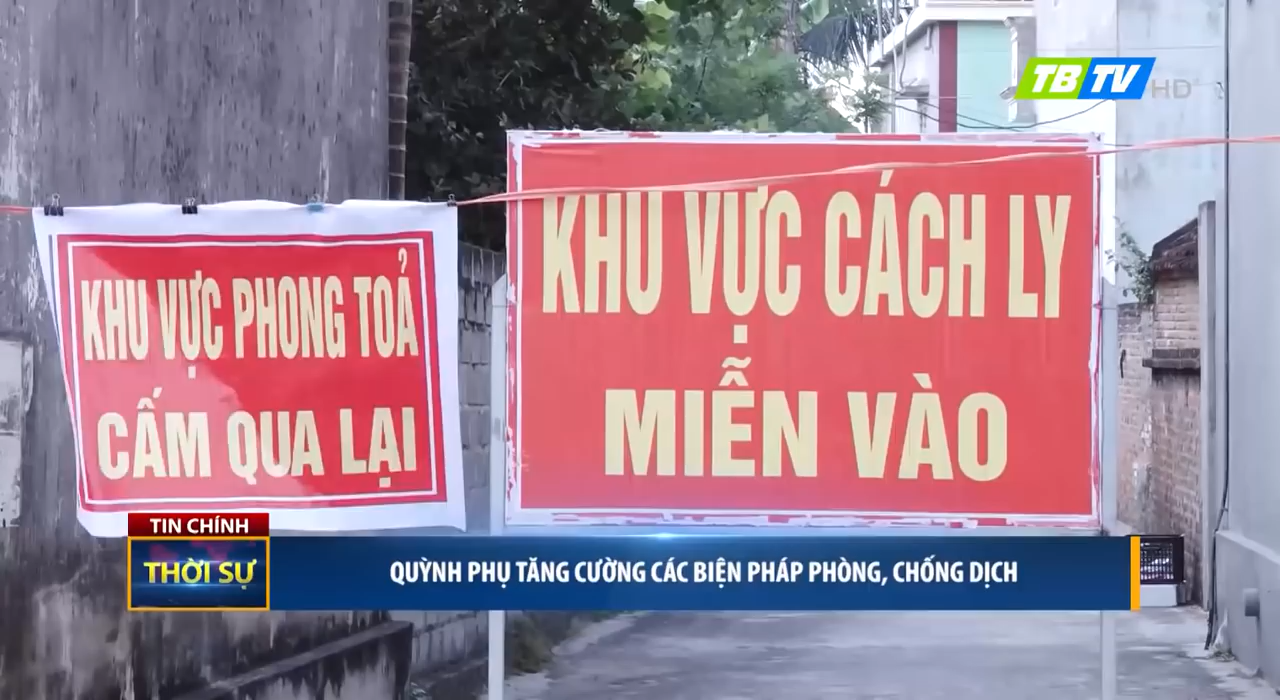 TBTV HD
KHU VỰC PHONG TOẢ
CẤM QUA LẠI
KHU VỰC CÁCH LY
MIỄN VÀO
TIN CHÍNH
THỜI SỰ
QUỲNH PHỤ TĂNG CƯỜNG CÁC BIỆN PHÁP PHÒNG, CHỐNG DỊCH